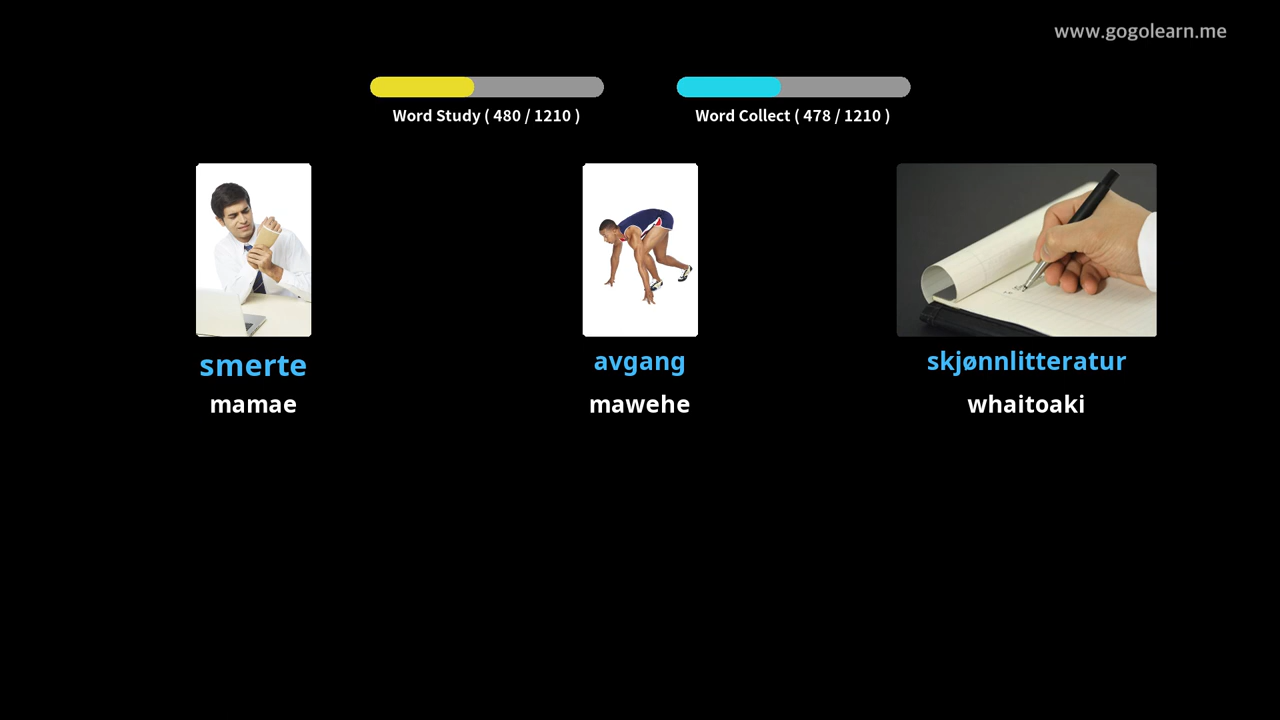 www.gogolearn.me
Word Study ( 480 / 1210 )
Word Collect ( 478 / 1210 )
smerte
mamae
avgang
mawehe
skjønnlitteratur
whaitoaki